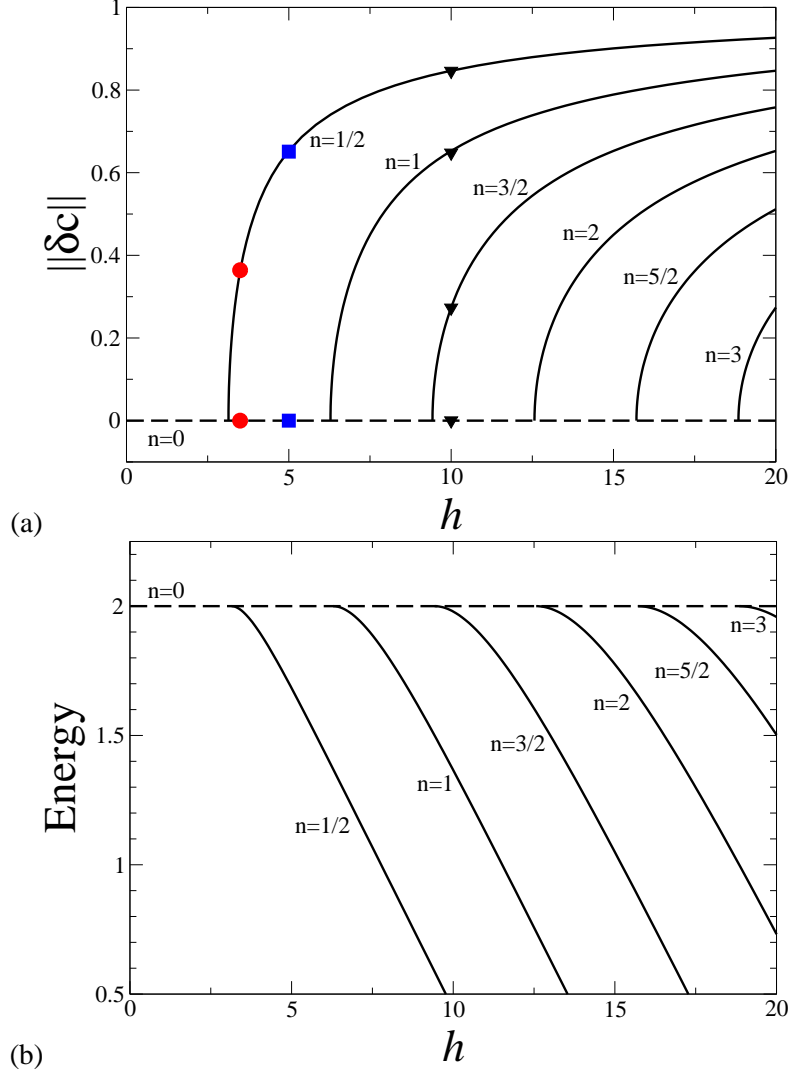 1
0.8
0.6
0.4
0.2
0
||δc||
n=1/2
n=1
n=3/2
n=2
n=5/2
n=3
n=0
0 5 10 15 20
h
(a)
n=0
2
1.5
1
0.5
Energy
n=3
n=5/2
n=2
n=3/2
n=1
n=1/2
0 5 10 15 20
h
(b)